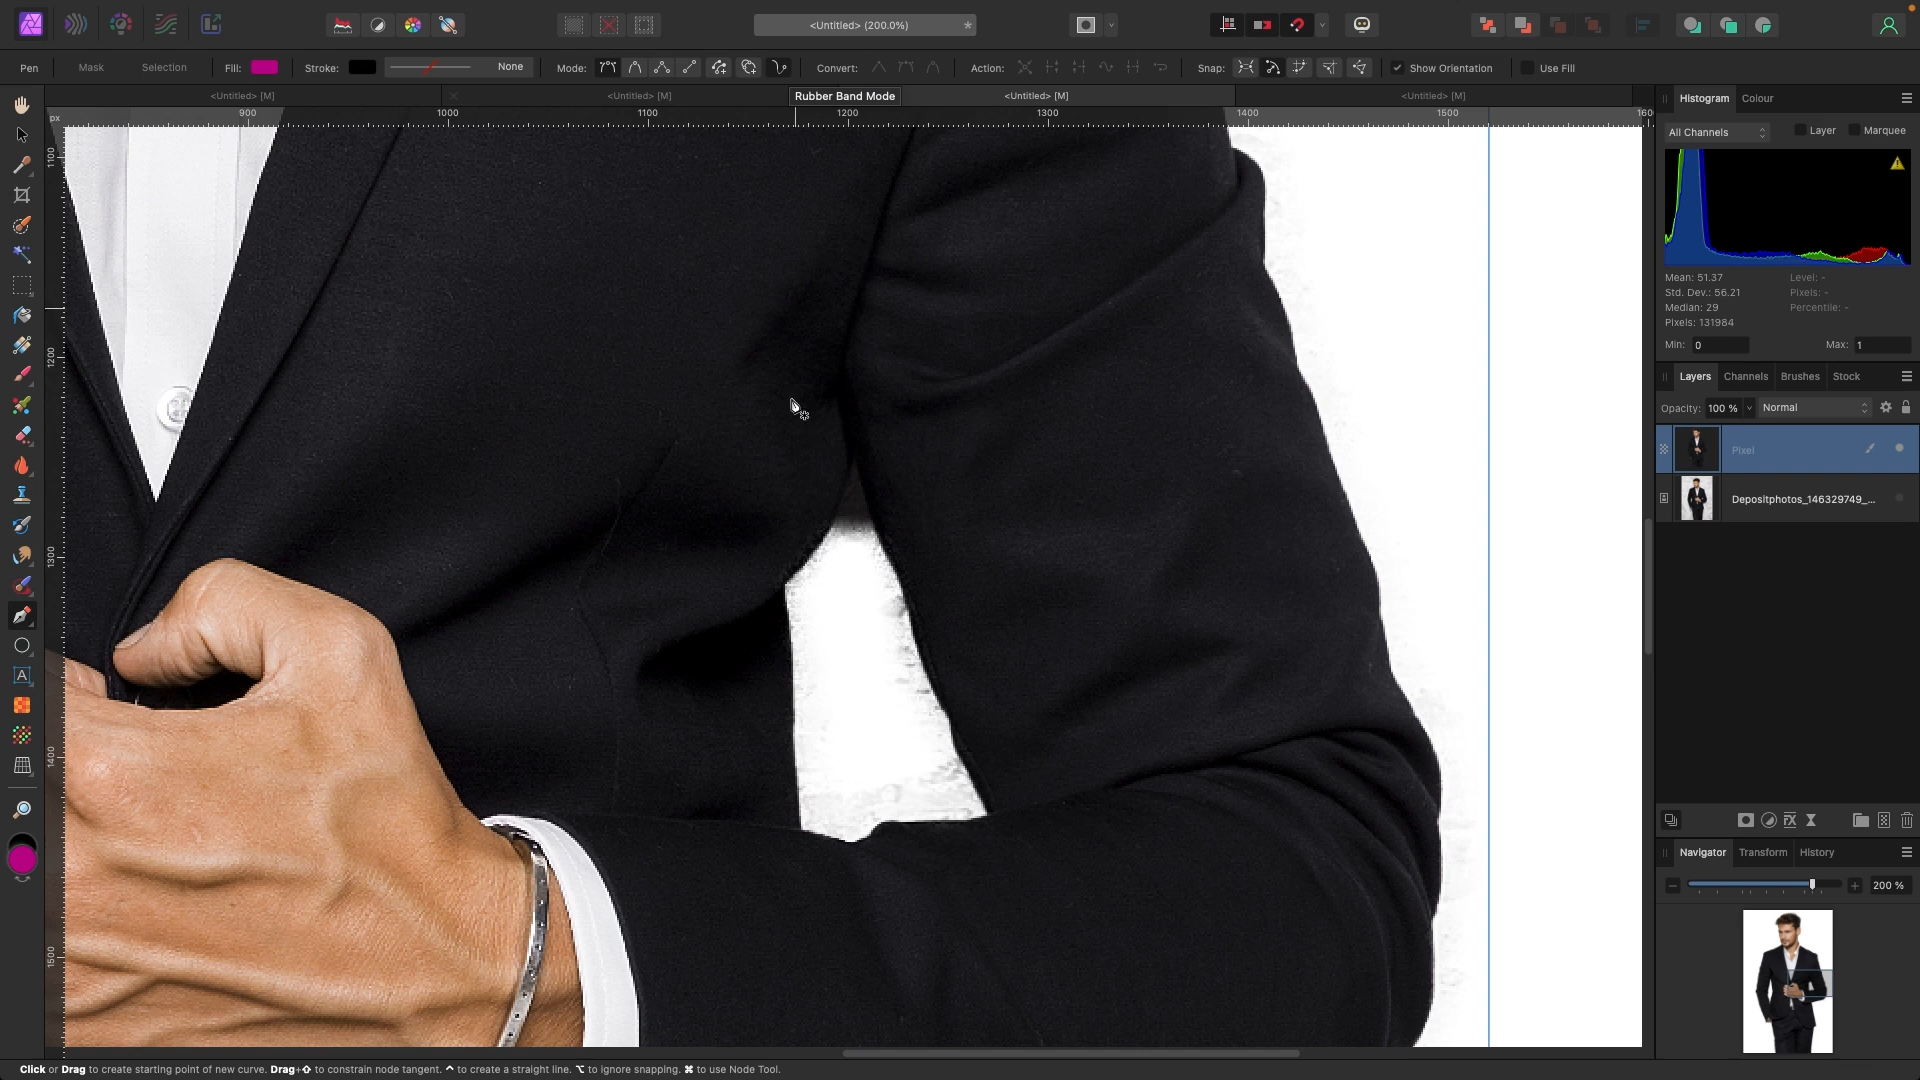 <Untitled> (200.0%)
*
Pen
Mask
Selection
Fill:
Stroke:
None
Mode:
Convert:
Action:
Snap:
Show Orientation
Use Fill
<Untitled> [M]
<Untitled> [M]
Rubber Band Mode
<Untitled> [M]
<Untitled> [M]
px
900
1000
1100
1200
1300
1400
1500
1600
1100
1200
1300
1400
1500
Histogram
Colour
All Channels
Layer
Marquee
Mean: 51.37
Level: -
Std. Dev.: 56.21
Pixels: -
Median: 29
Percentile: -
Pixels: 131984
Min: 0
Max: 1
Layers
Channels
Brushes
Stock
Opacity: 100 %
Normal
Pixel
Depositphotos_146329749_...
FX
A
Navigator
Transform
History
200 %
Click or Drag to create starting point of new curve. Drag+⇧ to constrain node tangent. ^ to create a straight line. ⌥ to ignore snapping. ⌘ to use Node Tool.